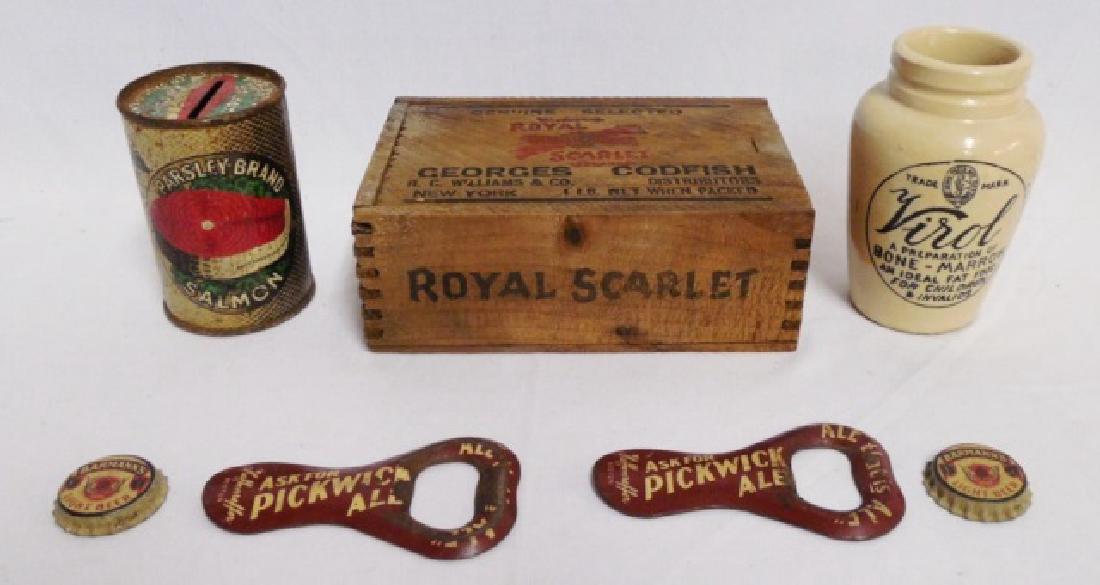 PARSLEY BRAND
SALMON
GENUINE SELECTED
ROYAL
SCARLET
GEORGES CODFISH
R. C. WILLIAMS & CO. DISTRIBUTORS
NEW YORK 1 LB. NET WHEN PACKED
ROYAL SCARLET
TRADE MARK
Virol
A PREPARATION OF
BONE-MARROW
AN IDEAL FAT FOOD
FOR CHILDREN
& INVALIDS
ASK FOR
PICKWICK
ALE
ASK FOR
PICKWICK
ALE
LIGHT BEER